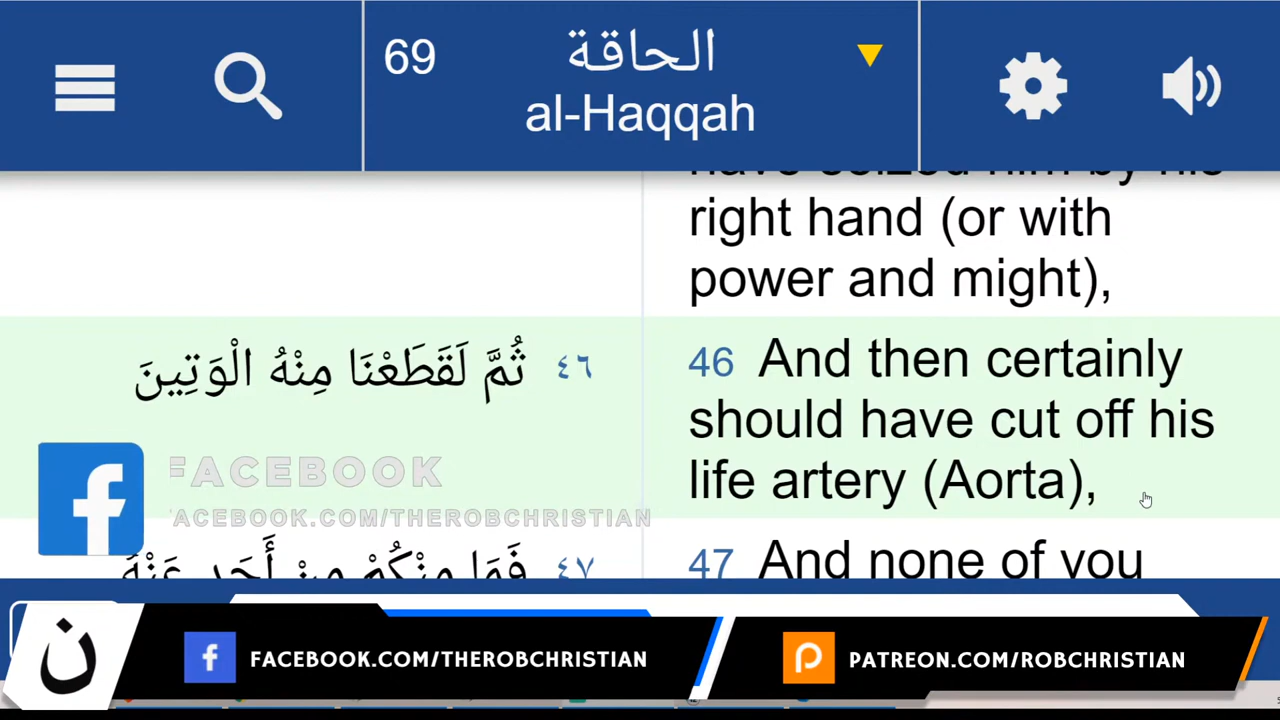 69
الحاقة
al-Haqqah
right hand (or with
power and might),
٤٦ ثُمَّ لَقَطَعْنَا مِنْهُ الْوَتِينَ
46 And then certainly
should have cut off his
life artery (Aorta),
FACEBOOK
ACEBOOK.COM/THEROBCHRISTIAN
٤٧ فَمَا مِنْكُمْ مِنْ أَحَدٍ عَنْهُ
47 And none of you
ن
FACEBOOK.COM/THEROBCHRISTIAN
PATREON.COM/ROBCHRISTIAN